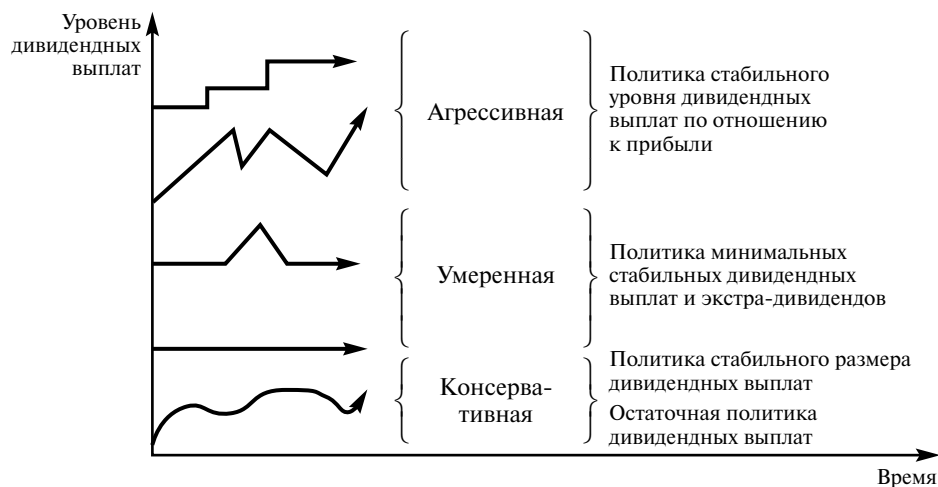 Уровень
дивидендных
выплат
Агрессивная
Политика стабильного
уровня дивидендных
выплат по отношению
к прибыли
Умеренная
Политика минимальных
стабильных дивидендных
выплат и экстра-дивидендов
Консерва-
тивная
Политика стабильного размера
дивидендных выплат
Остаточная политика
дивидендных выплат
Время